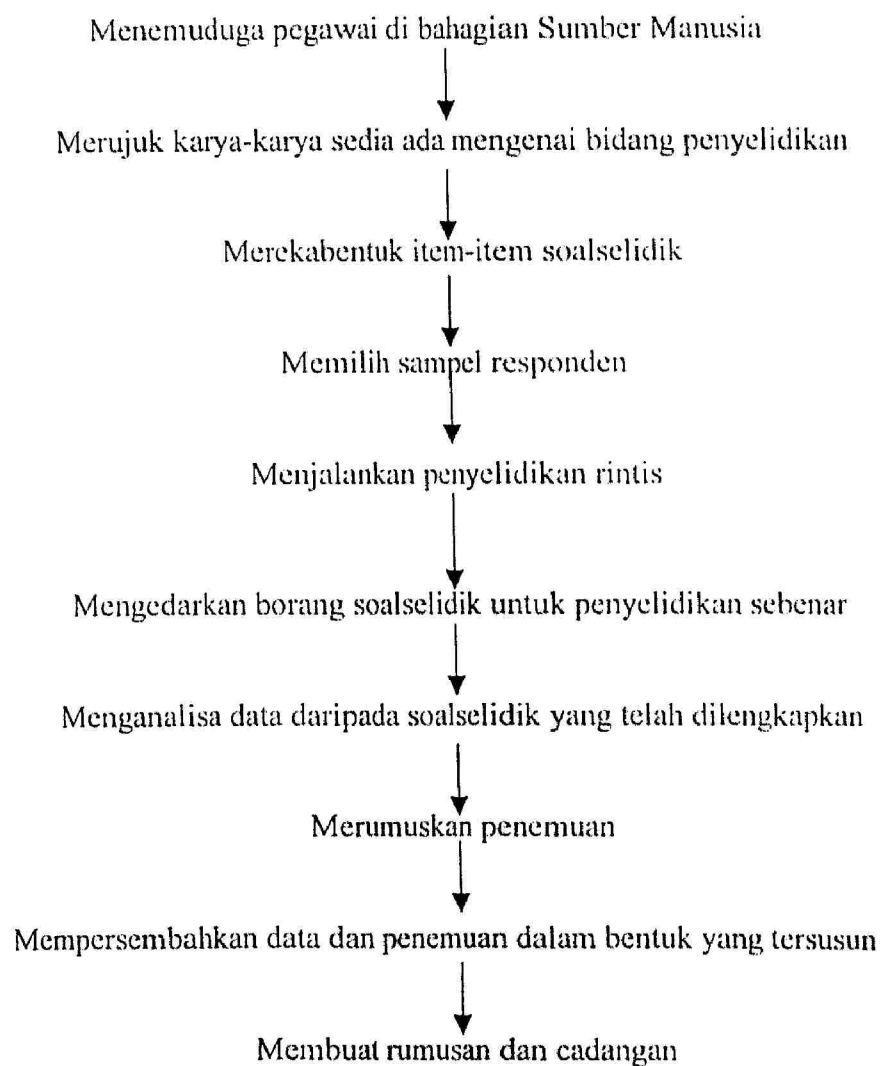 Menemuduga pegawai di bahagian Sumber Manusia
Merujuk karya-karya sedia ada mengenai bidang penyelidikan
Merekabentuk item-item soalselidik
Memilih sampel responden
Menjalankan penyelidikan rintis
Mengedarkan borang soalselidik untuk penyelidikan sebenar
Menganalisa data daripada soalselidik yang telah dilengkapkan
Merumuskan penemuan
Mempersembahkan data dan penemuan dalam bentuk yang tersusun
Membuat rumusan dan cadangan